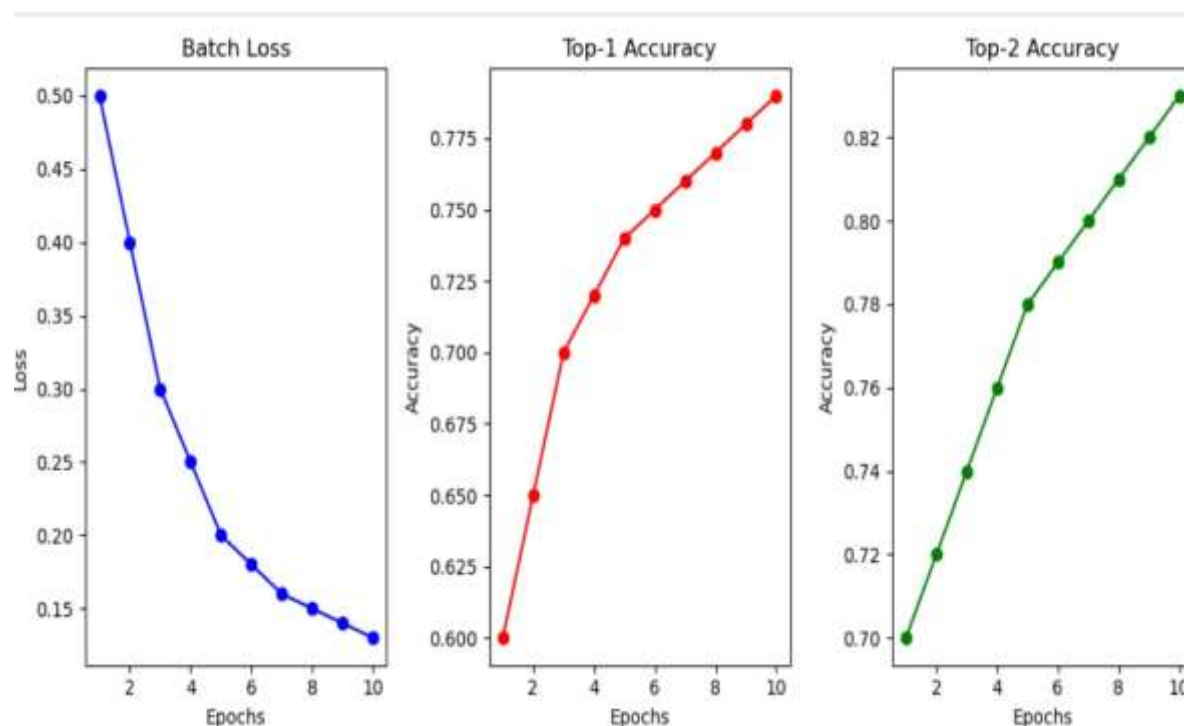 Batch Loss
0.50
0.45
0.40
0.35
0.30
0.25
0.20
0.15
Loss
2 4 6 8 10
Epochs
Top-1 Accuracy
0.775
0.750
0.725
0.700
0.675
0.650
0.625
0.600
Accuracy
2 4 6 8 10
Epochs
Top-2 Accuracy
0.82
0.80
0.78
0.76
0.74
0.72
0.70
Accuracy
2 4 6 8 10
Epochs